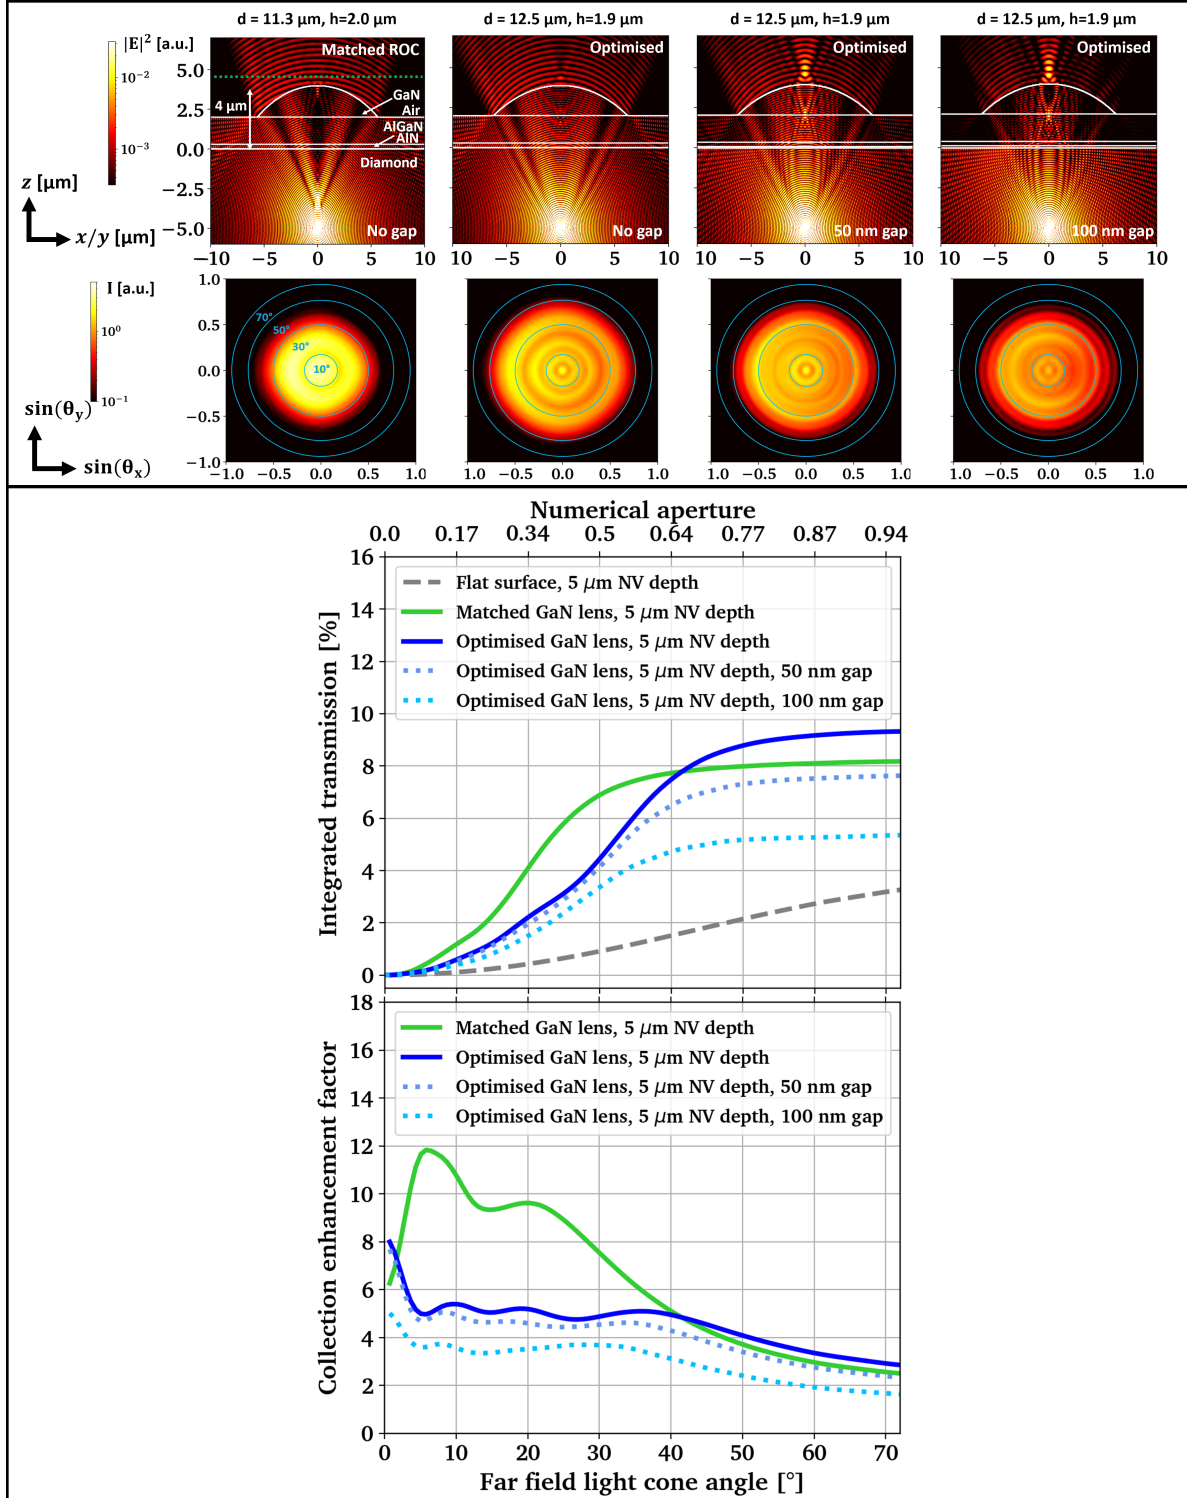 d = 11.3 µm, h=2.0 µm
d = 12.5 µm, h=1.9 µm
d = 12.5 µm, h=1.9 µm
d = 12.5 µm, h=1.9 µm
|E|² [a.u.]
10⁻²
10⁻³
z [µm]
x/y [µm]
5.0
2.5
0.0
−2.5
−5.0
Matched ROC
4 µm
GaN
Air
AlGaN
AlN
Diamond
No gap
−10 −5 0 5 10
Optimised
No gap
−10 −5 0 5 10
Optimised
50 nm gap
−10 −5 0 5 10
Optimised
100 nm gap
−10 −5 0 5 10
I [a.u.]
10⁰
10⁻¹
sin(θy)
sin(θx)
1.0
0.5
0.0
−0.5
−1.0
70°
50°
30°
10°
1.0 −0.5 0.0 0.5 1.0
1.0 −0.5 0.0 0.5 1.0
1.0 −0.5 0.0 0.5 1.0
1.0 −0.5 0.0 0.5 1.0
Numerical aperture
0.0 0.17 0.34 0.5 0.64 0.77 0.87 0.94
Integrated transmission [%]
16
14
12
10
8
6
4
2
0
Flat surface, 5 µm NV depth
Matched GaN lens, 5 µm NV depth
Optimised GaN lens, 5 µm NV depth
Optimised GaN lens, 5 µm NV depth, 50 nm gap
Optimised GaN lens, 5 µm NV depth, 100 nm gap
Collection enhancement factor
18
16
14
12
10
8
6
4
2
0
Matched GaN lens, 5 µm NV depth
Optimised GaN lens, 5 µm NV depth
Optimised GaN lens, 5 µm NV depth, 50 nm gap
Optimised GaN lens, 5 µm NV depth, 100 nm gap
0 10 20 30 40 50 60 70
Far field light cone angle [°]